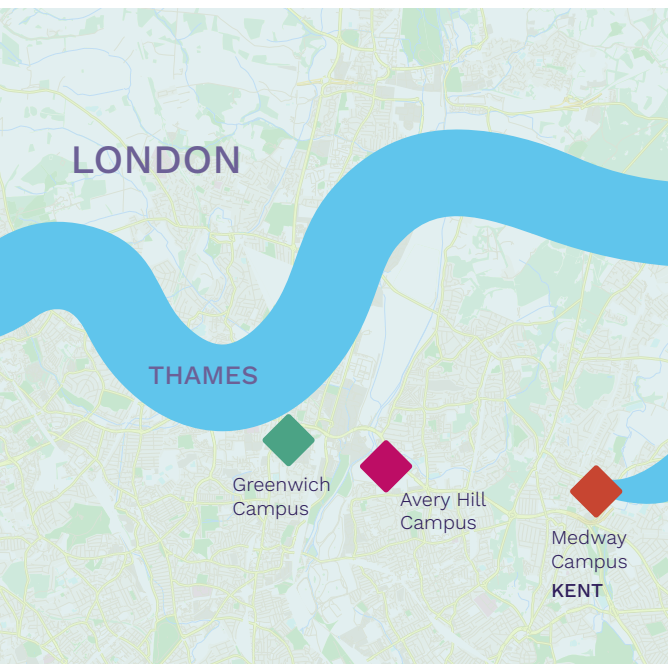 LONDON
THAMES
Greenwich
Campus
Avery Hill
Campus
Medway
Campus
KENT